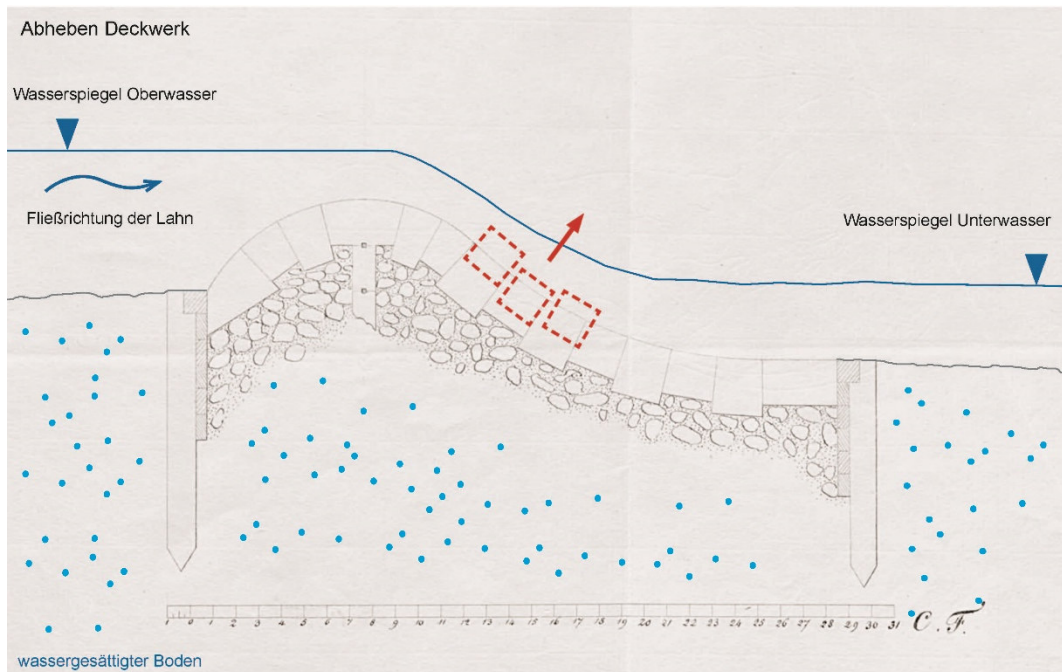 Abheben Deckwerk
Wasserspiegel Oberwasser
Fließrichtung der Lahn
Wasserspiegel Unterwasser
1 0 1 2 3 4 5 6 7 8 9 10 11 12 13 14 15 16 17 18 19 20 21 22 23 24 25 26 27 28 29 30 31 C. F.
wassergesättigter Boden